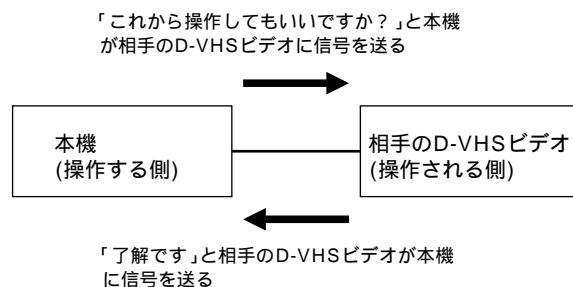 「これから操作してもいいですか？」と本機
が相手のD-VHSビデオに信号を送る
本機
(操作する側)
相手のD-VHSビデオ
(操作される側)
「了解です」と相手のD-VHSビデオが本機
に信号を送る